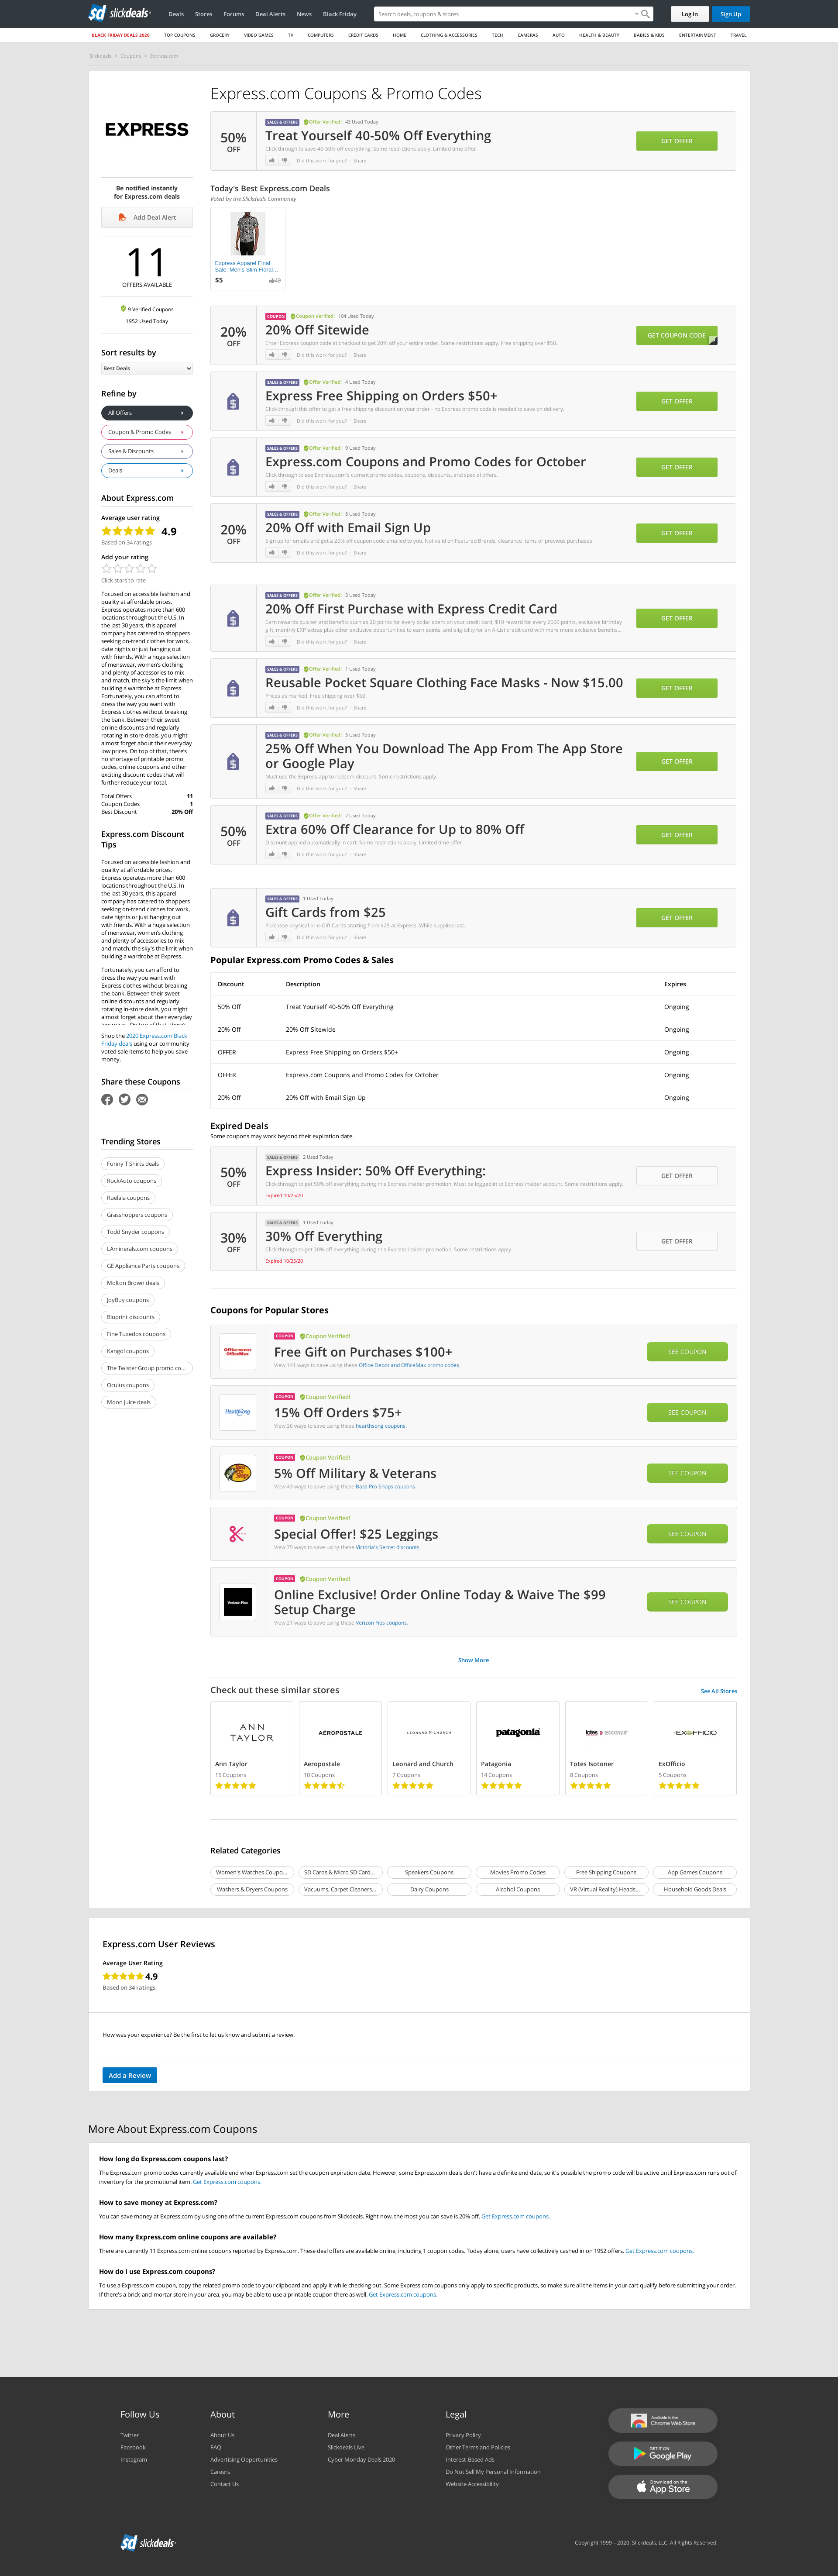 slickdeals
Deals Stores Forums Deal Alerts News Black Friday
Search deals, coupons & stores
Log In Sign Up
BLACK FRIDAY DEALS 2020 TOP COUPONS GROCERY VIDEO GAMES TV COMPUTERS CREDIT CARDS HOME CLOTHING & ACCESSORIES TECH CAMERAS AUTO HEALTH & BEAUTY BABIES & KIDS ENTERTAINMENT TRAVEL
Slickdeals > Coupons > Express.com
EXPRESS
Be notified instantly
for Express.com deals
Add Deal Alert
11
OFFERS AVAILABLE
9 Verified Coupons
1952 Used Today
Sort results by
Best Deals
Refine by
All Offers
Coupon & Promo Codes
Sales & Discounts
Deals
About Express.com
Average user rating
4.9
Based on 34 ratings
Add your rating
Click stars to rate
Focused on accessible fashion and
quality at affordable prices,
Express operates more than 600
locations throughout the U.S. In
the last 30 years, this apparel
company has catered to shoppers
seeking on-trend clothes for work,
date nights or just hanging out
with friends. With a huge selection
of menswear, women's clothing
and plenty of accessories to mix
and match, the sky's the limit when
building a wardrobe at Express.
Fortunately, you can afford to
dress the way you want with
Express clothes without breaking
the bank. Between their sweet
online discounts and regularly
rotating in-store deals, you might
almost forget about their everyday
low prices. On top of that, there's
no shortage of printable promo
codes, online coupons and other
exciting discount codes that will
further reduce your total.
Total Offers 11
Coupon Codes 1
Best Discount 20% Off
Express.com Discount
Tips
Focused on accessible fashion and
quality at affordable prices,
Express operates more than 600
locations throughout the U.S. In
the last 30 years, this apparel
company has catered to shoppers
seeking on-trend clothes for work,
date nights or just hanging out
with friends. With a huge selection
of menswear, women's clothing
and plenty of accessories to mix
and match, the sky's the limit when
building a wardrobe at Express.
Fortunately, you can afford to
dress the way you want with
Express clothes without breaking
the bank. Between their sweet
online discounts and regularly
rotating in-store deals, you might
almost forget about their everyday
low prices. On top of that, there's
Shop the 2020 Express.com Black
Friday deals using our community
voted sale items to help you save
money.
Share these Coupons
Trending Stores
Funny T Shirts deals
RockAuto coupons
Ruelala coupons
Grasshoppers coupons
Todd Snyder coupons
LAminerals.com coupons
GE Appliance Parts coupons
Molton Brown deals
JoyBuy coupons
Bluprint discounts
Fine Tuxedos coupons
Kangol coupons
The Twister Group promo co...
Oculus coupons
Moon Juice deals
Express.com Coupons & Promo Codes
50% OFF
SALES & OFFERS Offer Verified! 43 Used Today
Treat Yourself 40-50% Off Everything
Click through to save 40-50% off everything. Some restrictions apply. Limited time offer.
Did this work for you? · Share
GET OFFER
Today's Best Express.com Deals
Voted by the Slickdeals Community
Express Apparel Final
Sale: Men's Slim Floral...
$5 49
20% OFF
COUPON Coupon Verified! 104 Used Today
20% Off Sitewide
Enter Express coupon code at checkout to get 20% off your entire order. Some restrictions apply. Free shipping over $50.
Did this work for you? · Share
GET COUPON CODE
SALES & OFFERS Offer Verified! 4 Used Today
Express Free Shipping on Orders $50+
Click through this offer to get a free shipping discount on your order - no Express promo code is needed to save on delivery.
Did this work for you? · Share
GET OFFER
SALES & OFFERS Offer Verified! 9 Used Today
Express.com Coupons and Promo Codes for October
Click through to see Express.com's current promo codes, coupons, discounts, and special offers.
Did this work for you? · Share
GET OFFER
20% OFF
SALES & OFFERS Offer Verified! 8 Used Today
20% Off with Email Sign Up
Sign up for emails and get a 20% off coupon code emailed to you. Not valid on Featured Brands, clearance items or previous purchases.
Did this work for you? · Share
GET OFFER
SALES & OFFERS Offer Verified! 3 Used Today
20% Off First Purchase with Express Credit Card
Earn rewards quicker and benefits such as 20 points for every dollar spent on your credit card, $10 reward for every 2500 points, exclusive birthday
gift, monthly EXP extras plus other exclusive opportunities to earn points, and eligibility for an A-List credit card with more more exclusive benefits...
Did this work for you? · Share
GET OFFER
SALES & OFFERS Offer Verified! 1 Used Today
Reusable Pocket Square Clothing Face Masks - Now $15.00
Prices as marked. Free shipping over $50.
Did this work for you? · Share
GET OFFER
SALES & OFFERS Offer Verified! 5 Used Today
25% Off When You Download The App From The App Store
or Google Play
Must use the Express app to redeem discount. Some restrictions apply.
Did this work for you? · Share
GET OFFER
50% OFF
SALES & OFFERS Offer Verified! 7 Used Today
Extra 60% Off Clearance for Up to 80% Off
Discount applied automatically in cart. Some restrictions apply. Limited time offer.
Did this work for you? · Share
GET OFFER
SALES & OFFERS 1 Used Today
Gift Cards from $25
Purchase physical or e-Gift Cards starting from $25 at Express. While supplies last.
Did this work for you? · Share
GET OFFER
Popular Express.com Promo Codes & Sales
Discount Description Expires
50% Off Treat Yourself 40-50% Off Everything Ongoing
20% Off 20% Off Sitewide Ongoing
OFFER Express Free Shipping on Orders $50+ Ongoing
OFFER Express.com Coupons and Promo Codes for October Ongoing
20% Off 20% Off with Email Sign Up Ongoing
Expired Deals
Some coupons may work beyond their expiration date.
50% OFF
SALES & OFFERS 2 Used Today
Express Insider: 50% Off Everything:
Click through to get 50% off everything during this Express Insider promotion. Must be logged in to Express Insider account. Some restrictions apply.
Expired 10/25/20
GET OFFER
30% OFF
SALES & OFFERS 1 Used Today
30% Off Everything
Click through to get 30% off everything during this Express Insider promotion. Some restrictions apply.
Expired 10/25/20
GET OFFER
Coupons for Popular Stores
Office DEPOT
OfficeMax
COUPON Coupon Verified!
Free Gift on Purchases $100+
View 141 ways to save using these Office Depot and OfficeMax promo codes.
SEE COUPON
HearthSong
COUPON Coupon Verified!
15% Off Orders $75+
View 26 ways to save using these hearthsong coupons.
SEE COUPON
Bass Pro Shops
COUPON Coupon Verified!
5% Off Military & Veterans
View 43 ways to save using these Bass Pro Shops coupons.
SEE COUPON
COUPON Coupon Verified!
Special Offer! $25 Leggings
View 75 ways to save using these Victoria's Secret discounts.
SEE COUPON
Verizon Fios
COUPON Coupon Verified!
Online Exclusive! Order Online Today & Waive The $99
Setup Charge
View 21 ways to save using these Verizon Fios coupons.
SEE COUPON
Show More
Check out these similar stores See All Stores
ANN
TAYLOR
AÉROPOSTALE
LEONARD & CHURCH
patagonia
totes ISOTONER
EXOFFICIO
Ann Taylor Aeropostale Leonard and Church Patagonia Totes Isotoner ExOfficio
15 Coupons 10 Coupons 7 Coupons 14 Coupons 8 Coupons 5 Coupons
Related Categories
Women's Watches Coupo... SD Cards & Micro SD Card... Speakers Coupons Movies Promo Codes Free Shipping Coupons App Games Coupons
Washers & Dryers Coupons Vacuums, Carpet Cleaners... Dairy Coupons Alcohol Coupons VR (Virtual Reality) Heads... Household Goods Deals
Express.com User Reviews
Average User Rating
4.9
Based on 34 ratings
How was your experience? Be the first to let us know and submit a review.
Add a Review
More About Express.com Coupons
How long do Express.com coupons last?
The Express.com promo codes currently available end when Express.com set the coupon expiration date. However, some Express.com deals don't have a definite end date, so it's possible the promo code will be active until Express.com runs out of
inventory for the promotional item. Get Express.com coupons.
How to save money at Express.com?
You can save money at Express.com by using one of the current Express.com coupons from Slickdeals. Right now, the most you can save is 20% off. Get Express.com coupons.
How many Express.com online coupons are available?
There are currently 11 Express.com online coupons reported by Express.com. These deal offers are available online, including 1 coupon codes. Today alone, users have collectively cashed in on 1952 offers. Get Express.com coupons.
How do I use Express.com coupons?
To use a Express.com coupon, copy the related promo code to your clipboard and apply it while checking out. Some Express.com coupons only apply to specific products, so make sure all the items in your cart qualify before submitting your order.
If there's a brick-and-mortar store in your area, you may be able to use a printable coupon there as well. Get Express.com coupons.
Follow Us
Twitter
Facebook
Instagram
About
About Us
FAQ
Advertising Opportunities
Careers
Contact Us
More
Deal Alerts
Slickdeals Live
Cyber Monday Deals 2020
Legal
Privacy Policy
Other Terms and Policies
Interest-Based Ads
Do Not Sell My Personal Information
Website Accessibility
Available in the
Chrome Web Store
GET IT ON
Google Play
Download on the
App Store
slickdeals
Copyright 1999 – 2020. Slickdeals, LLC. All Rights Reserved.